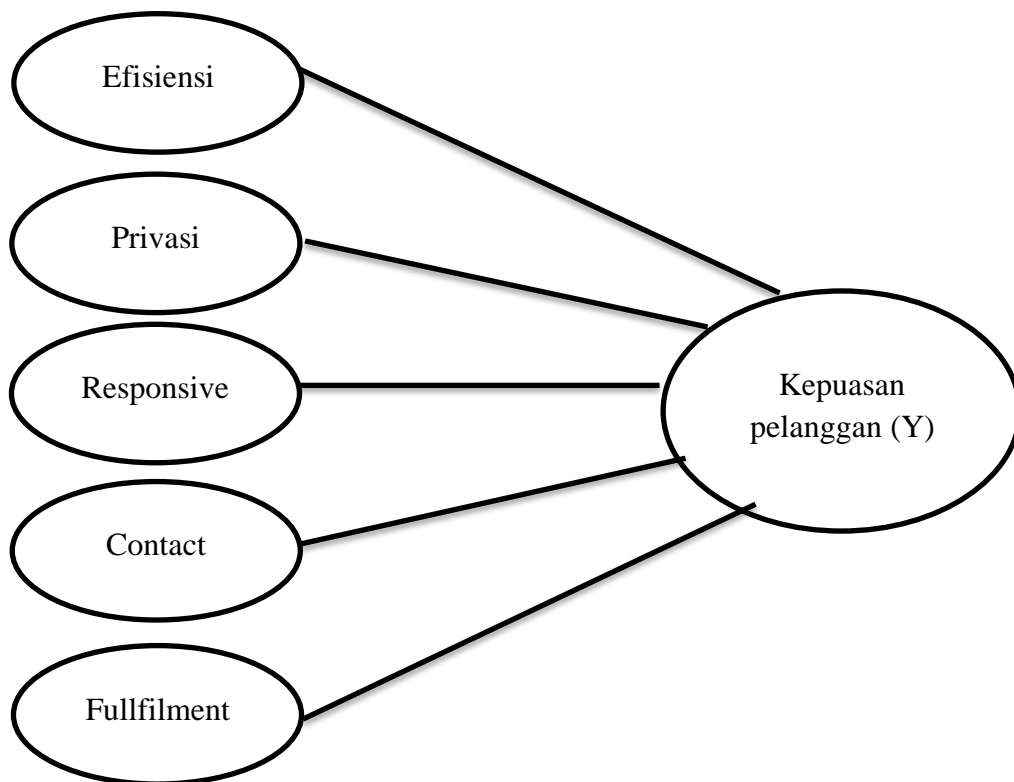 Efisiensi
Privasi
Responsive
Contact
Fullfilment
Kepuasan
pelanggan (Y)